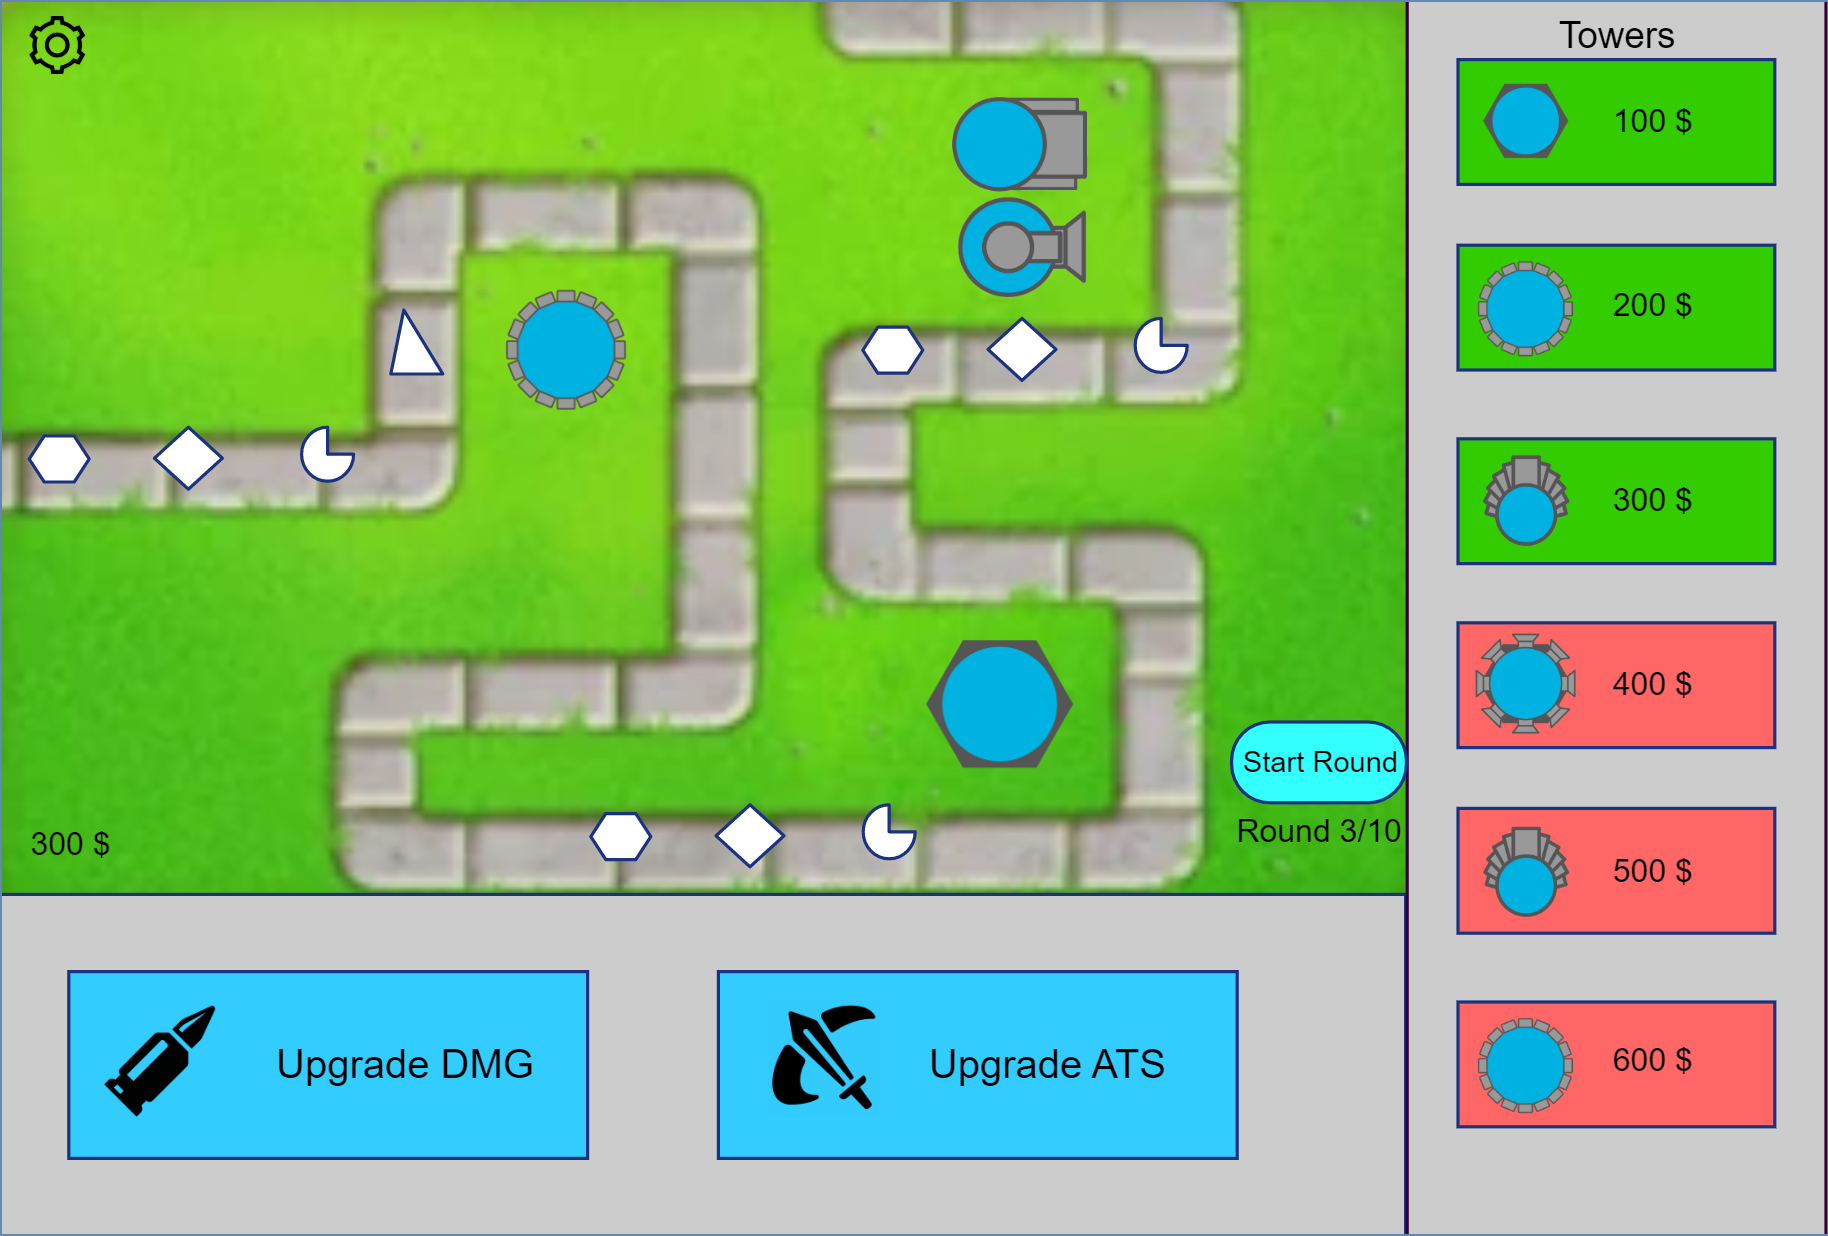 Towers
100 $
200 $
300 $
400 $
500 $
600 $
Start Round
Round 3/10
300 $
Upgrade DMG
Upgrade ATS